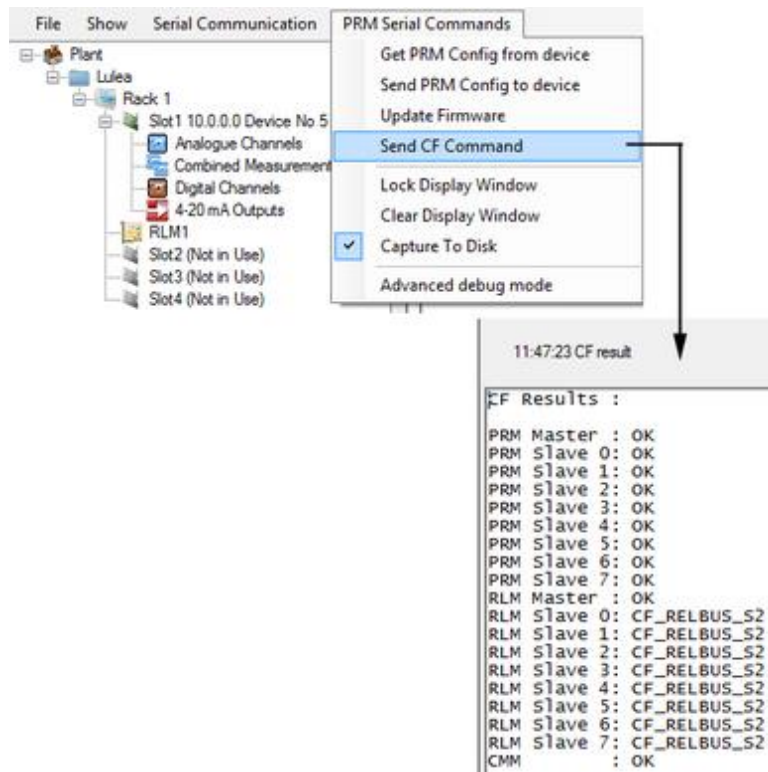 File Show Serial Communication PRM Serial Commands
Plant
Lulea
Rack 1
Slot1 10.0.0.0 Device No 5
Analogue Channels
Combined Measurement
Digital Channels
4-20 mA Outputs
RLM1
Slot2 (Not in Use)
Slot3 (Not in Use)
Slot4 (Not in Use)
Get PRM Config from device
Send PRM Config to device
Update Firmware
Send CF Command
Lock Display Window
Clear Display Window
Capture To Disk
Advanced debug mode
11:47:23 CF result
CF Results :
PRM Master : OK
PRM Slave 0: OK
PRM Slave 1: OK
PRM Slave 2: OK
PRM Slave 3: OK
PRM Slave 4: OK
PRM Slave 5: OK
PRM Slave 6: OK
PRM Slave 7: OK
RLM Master : OK
RLM Slave 0: CF_RELBUS_S2
RLM Slave 1: CF_RELBUS_S2
RLM Slave 2: CF_RELBUS_S2
RLM Slave 3: CF_RELBUS_S2
RLM Slave 4: CF_RELBUS_S2
RLM Slave 5: CF_RELBUS_S2
RLM Slave 6: CF_RELBUS_S2
RLM Slave 7: CF_RELBUS_S2
CMM : OK